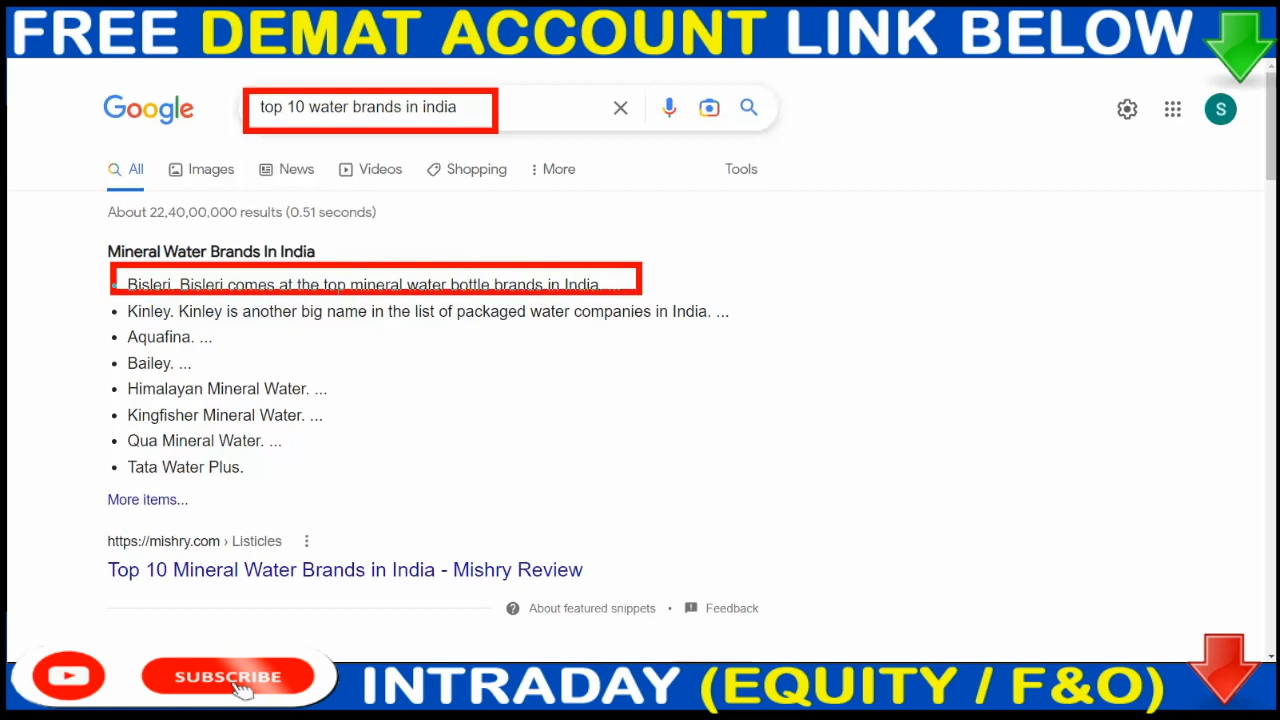 FREE DEMAT ACCOUNT LINK BELOW
Google
top 10 water brands in india
S
All Images News Videos Shopping More Tools
About 22,40,00,000 results (0.51 seconds)
Mineral Water Brands In India
Bisleri. Bisleri comes at the top mineral water bottle brands in India. ...
Kinley. Kinley is another big name in the list of packaged water companies in India. ...
Aquafina. ...
Bailey. ...
Himalayan Mineral Water. ...
Kingfisher Mineral Water. ...
Qua Mineral Water. ...
Tata Water Plus.
More items...
https://mishry.com › Listicles
Top 10 Mineral Water Brands in India - Mishry Review
About featured snippets • Feedback
SUBSCRIBE
INTRADAY (EQUITY / F&O)